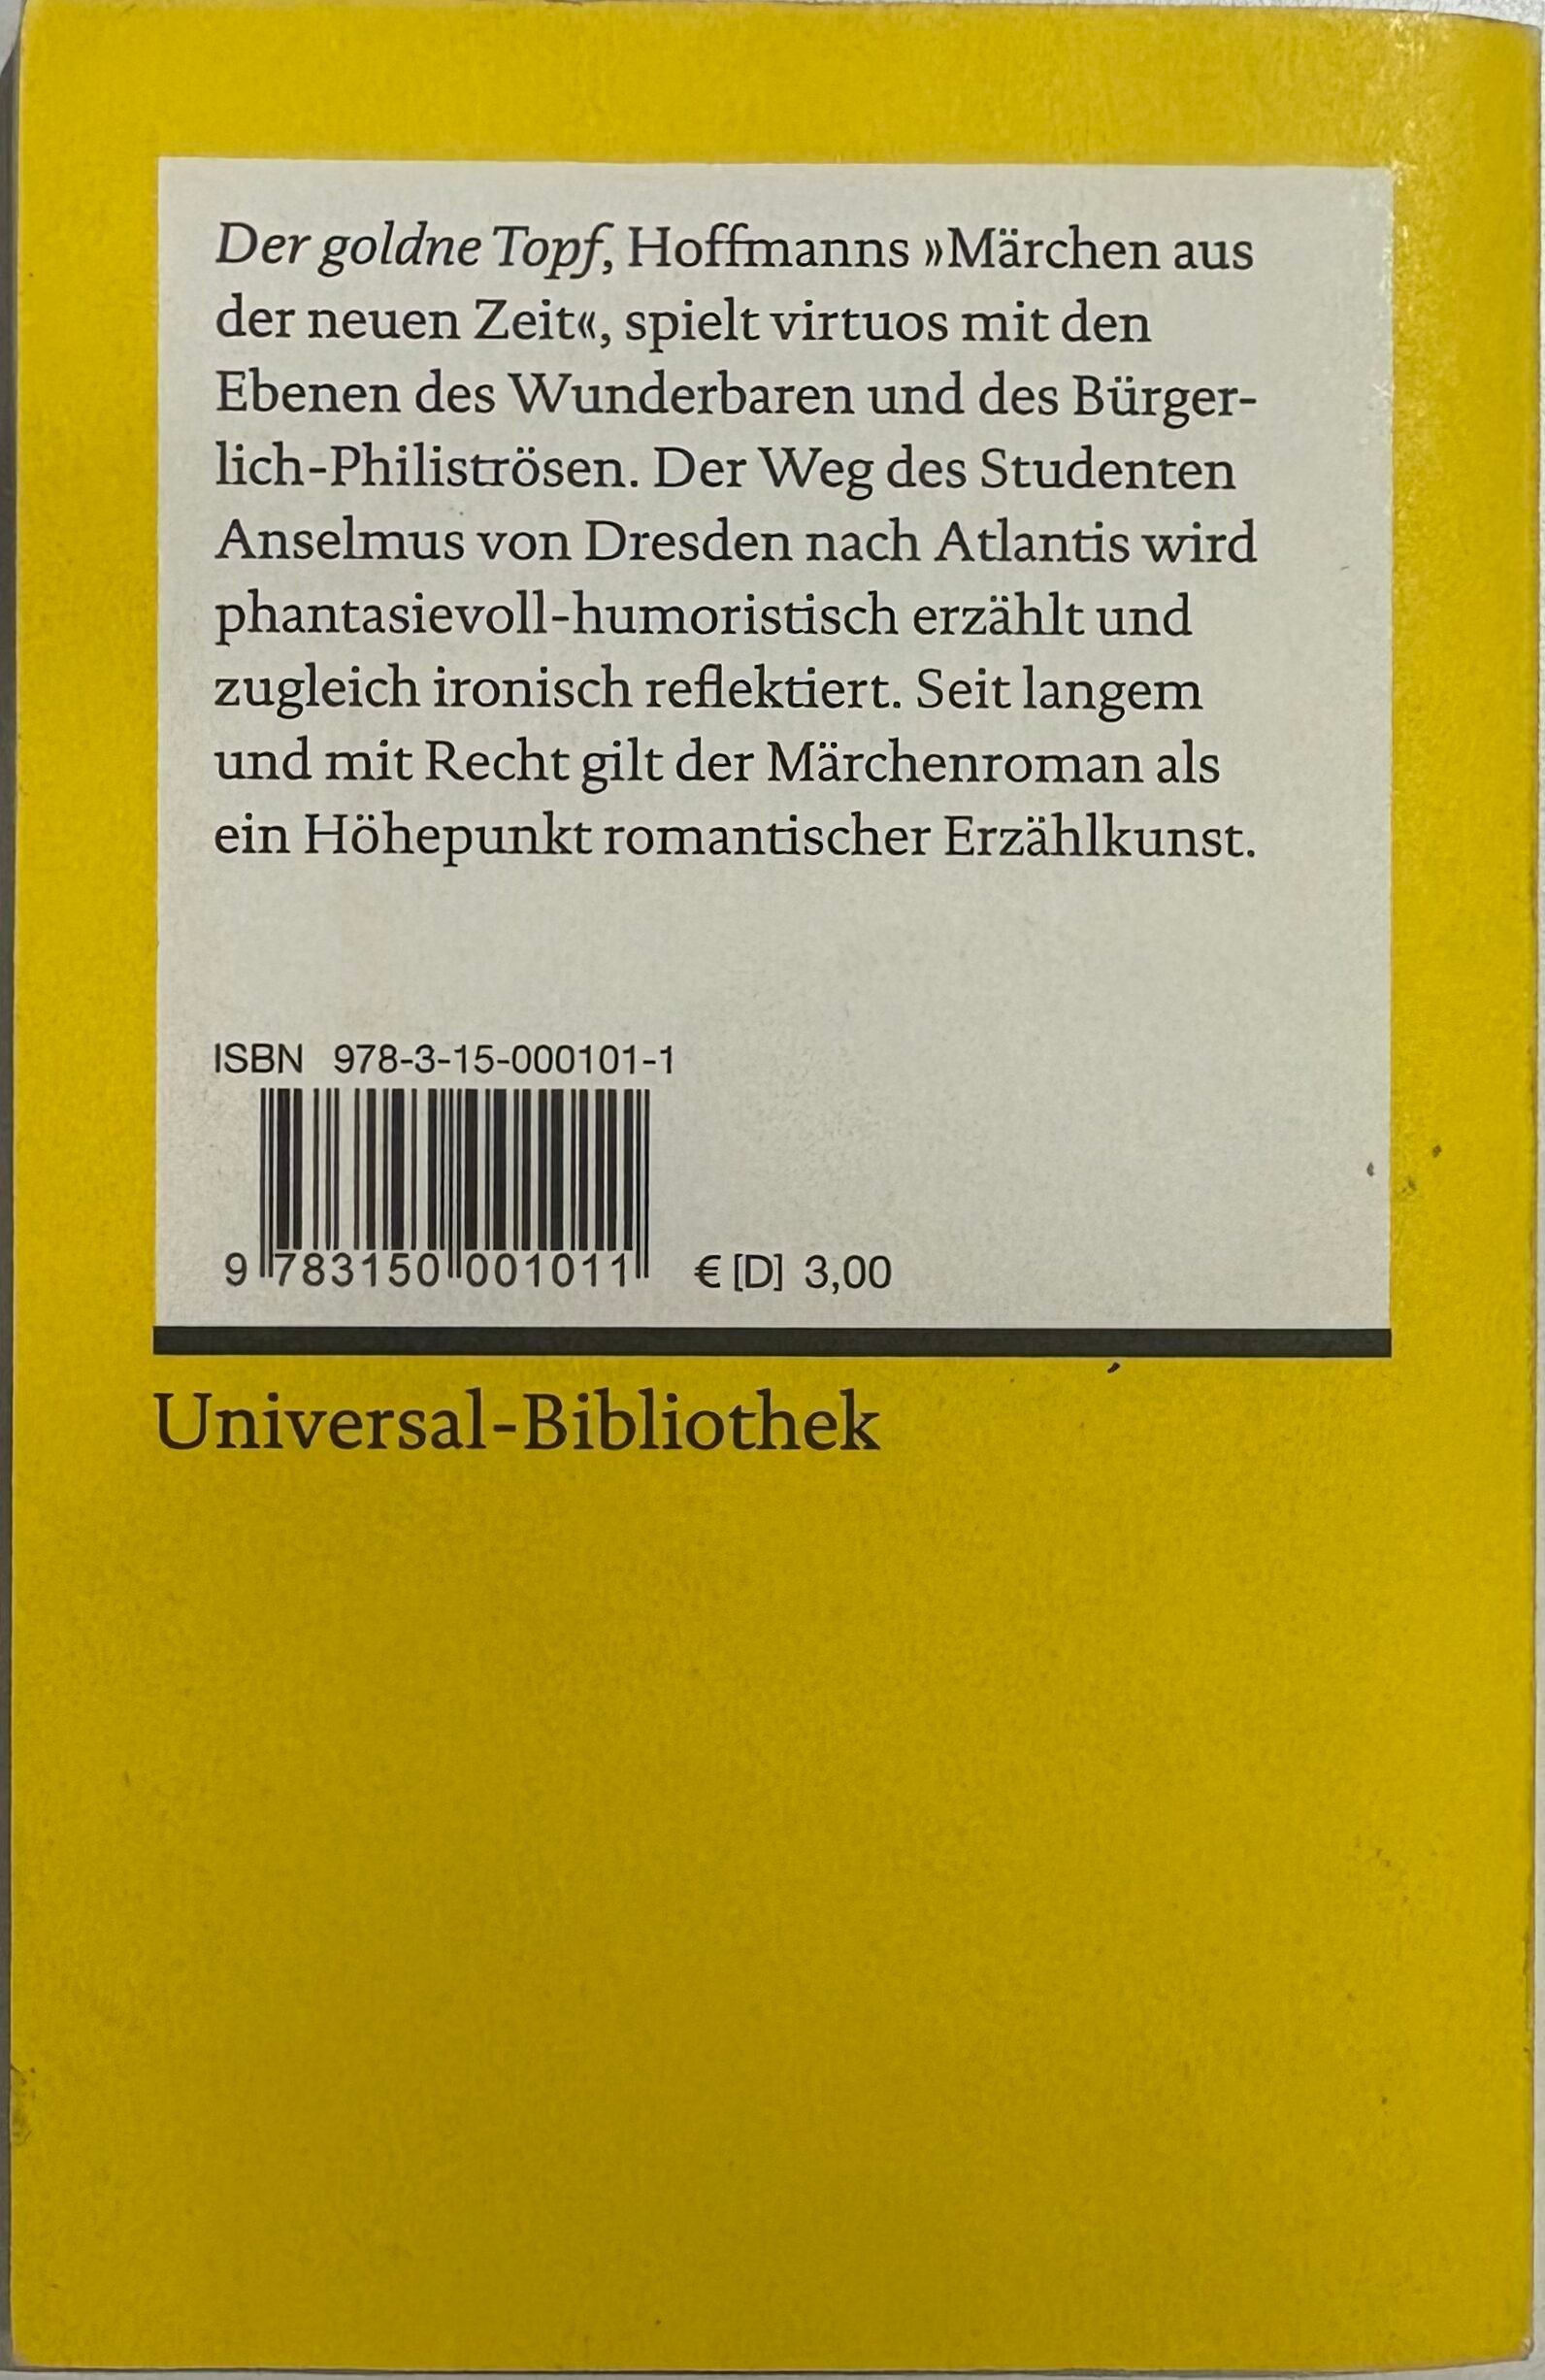 Der goldne Topf, Hoffmanns »Märchen aus
der neuen Zeit«, spielt virtuos mit den
Ebenen des Wunderbaren und des Bürger-
lich-Philiströsen. Der Weg des Studenten
Anselmus von Dresden nach Atlantis wird
phantasievoll-humoristisch erzählt und
zugleich ironisch reflektiert. Seit langem
und mit Recht gilt der Märchenroman als
ein Höhepunkt romantischer Erzählkunst.
ISBN 978-3-15-000101-1
9 783150 001011 € [D] 3,00
Universal-Bibliothek